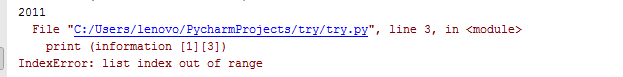 2011
File "C:/Users/lenovo/PycharmProjects/try/try.py", line 3, in <module>
print (information [1][3])
IndexError: list index out of range